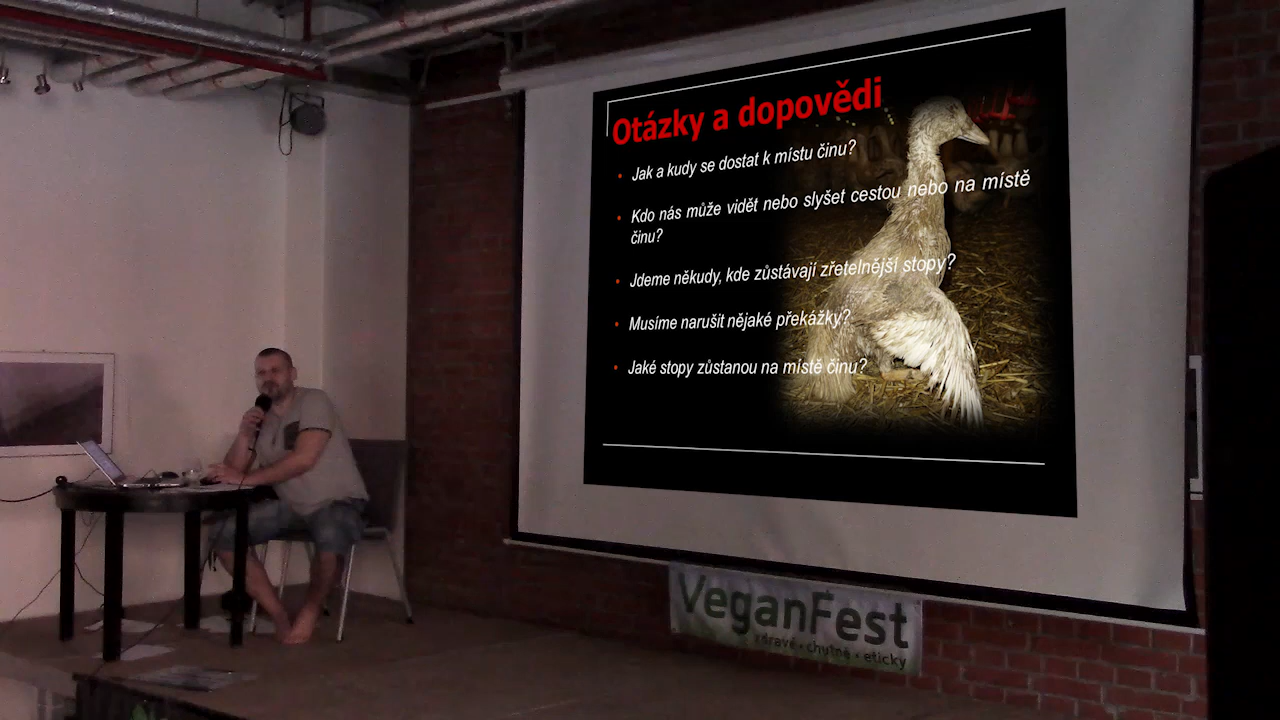 Otázky a dopovědi
Jak a kudy se dostat k místu činu?
Kdo nás může vidět nebo slyšet cestou nebo na místě
činu?
Jdeme někudy, kde zůstávají zřetelnější stopy?
Musíme narušit nějaké překážky?
Jaké stopy zůstanou na místě činu?
VeganFest
zdravě • chutně • eticky